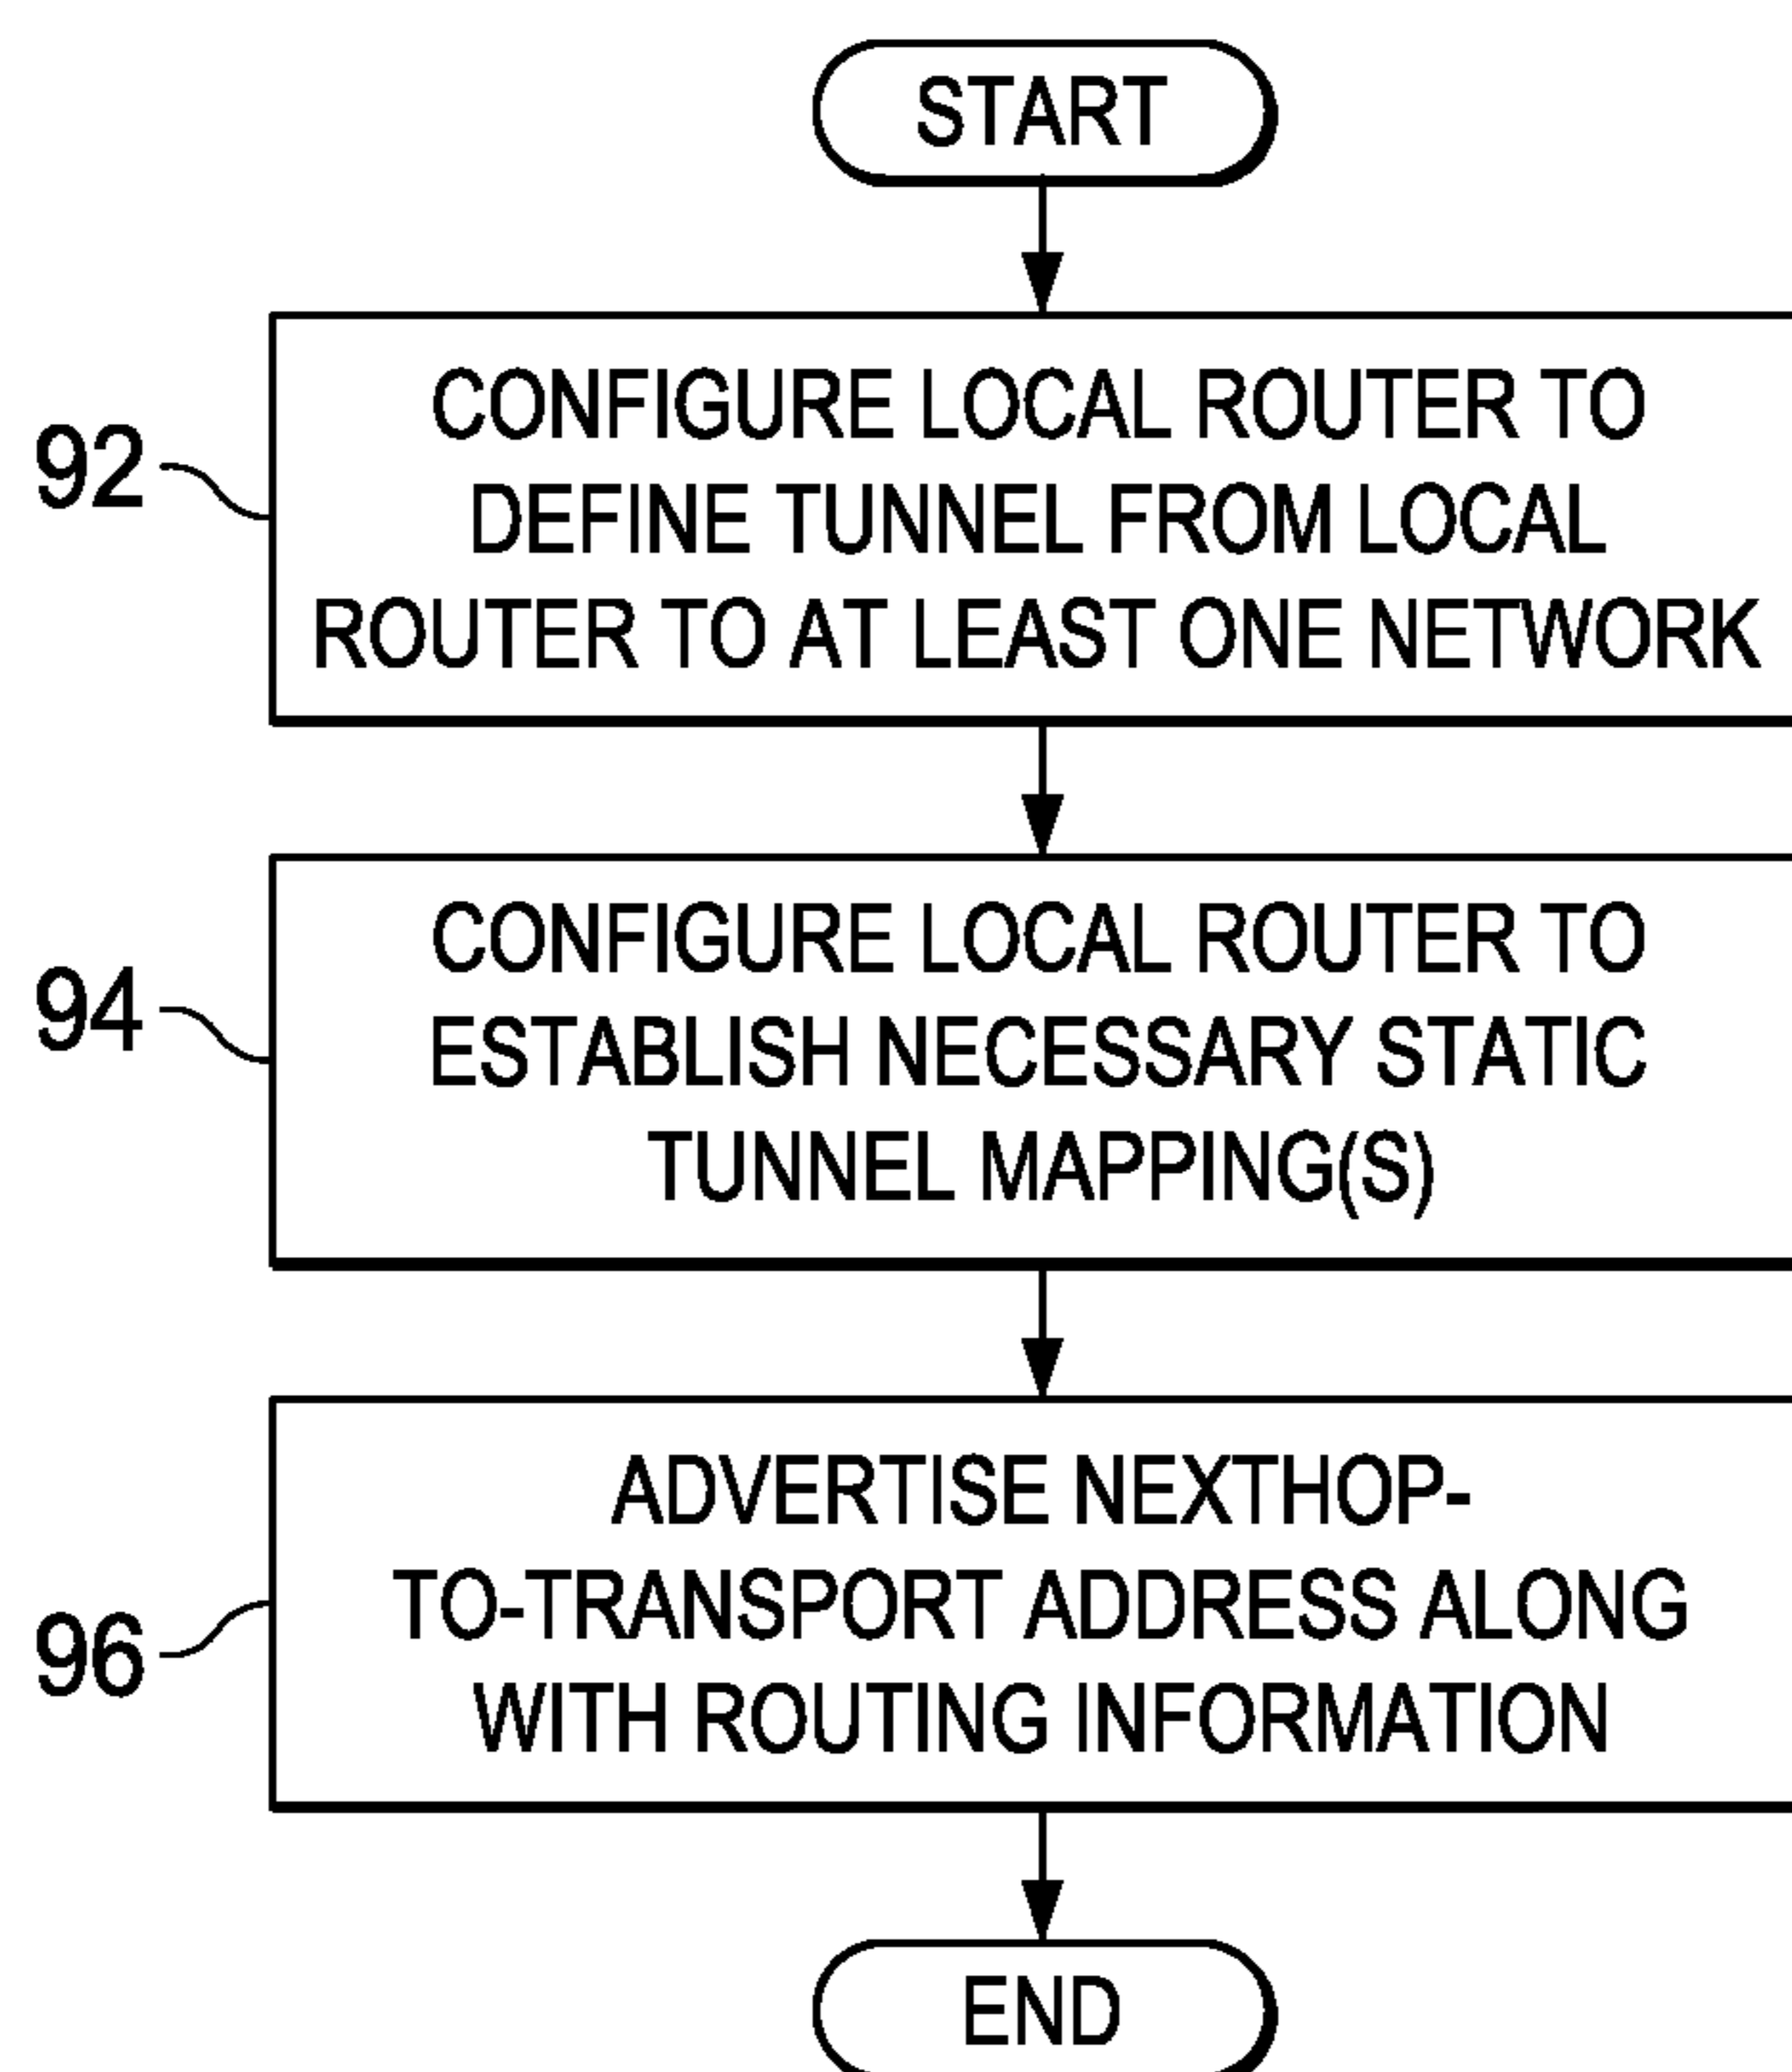 START
92
CONFIGURE LOCAL ROUTER TO
DEFINE TUNNEL FROM LOCAL
ROUTER TO AT LEAST ONE NETWORK
94
CONFIGURE LOCAL ROUTER TO
ESTABLISH NECESSARY STATIC
TUNNEL MAPPING(S)
96
ADVERTISE NEXTHOP-
TO-TRANSPORT ADDRESS ALONG
WITH ROUTING INFORMATION
END